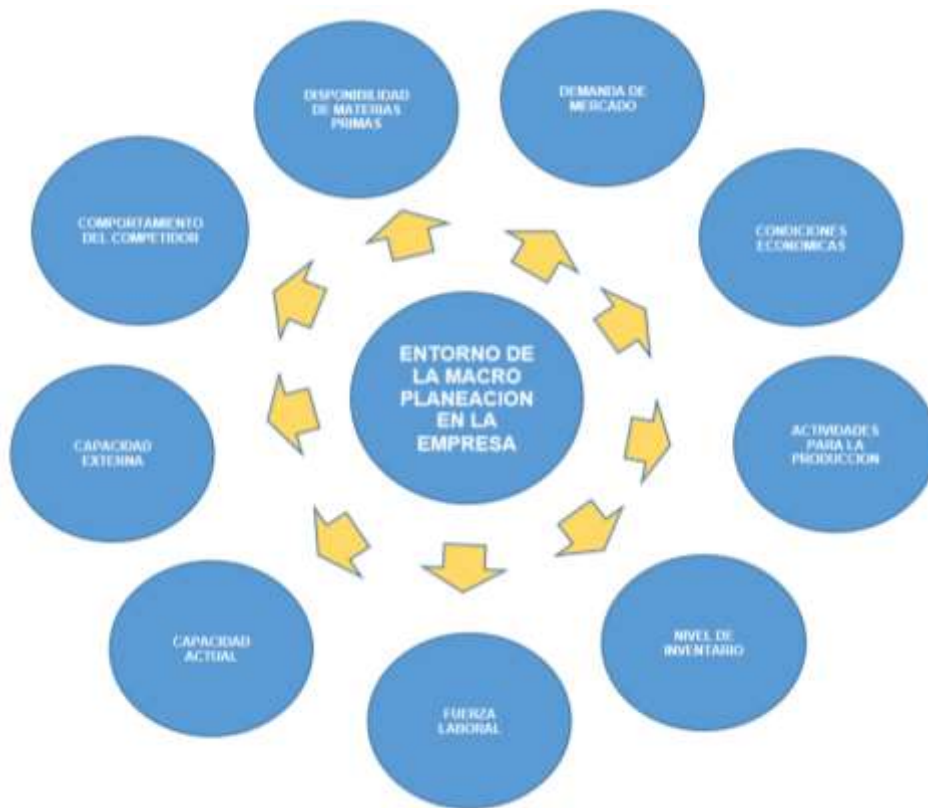 DISPONIBILIDAD
DE MATERIAS
PRIMAS
DEMANDA DE
MERCADO
COMPORTAMIENTO
DEL COMPETIDOR
CONDICIONES
ECONOMICAS
ENTORNO DE
LA MACRO
PLANEACION
EN LA
EMPRESA
CAPACIDAD
EXTERNA
ACTIVIDADES
PARA LA
PRODUCCION
CAPACIDAD
ACTUAL
NIVEL DE
INVENTARIO
FUERZA
LABORAL